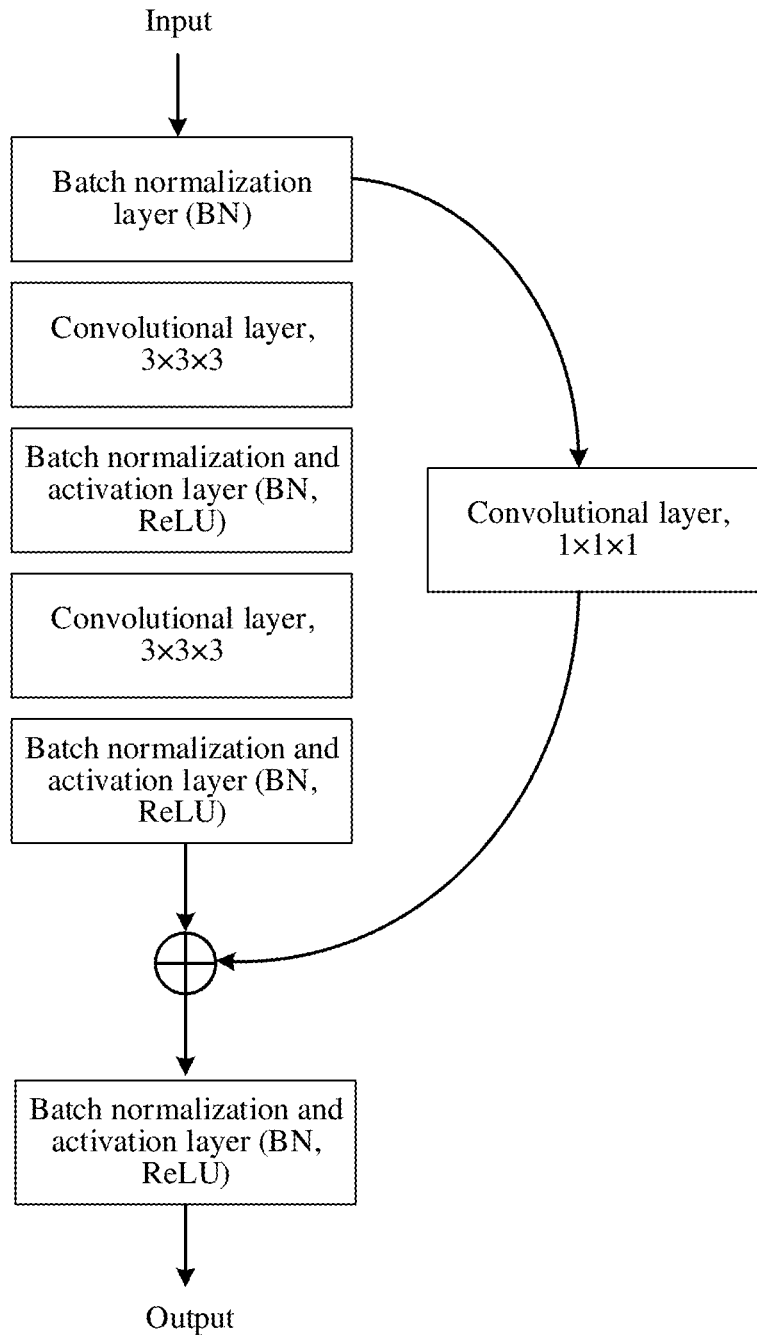 Input
Batch normalization
layer (BN)
Convolutional layer,
3×3×3
Batch normalization and
activation layer (BN,
ReLU)
Convolutional layer,
1×1×1
Convolutional layer,
3×3×3
Batch normalization and
activation layer (BN,
ReLU)
Batch normalization and
activation layer (BN,
ReLU)
Output